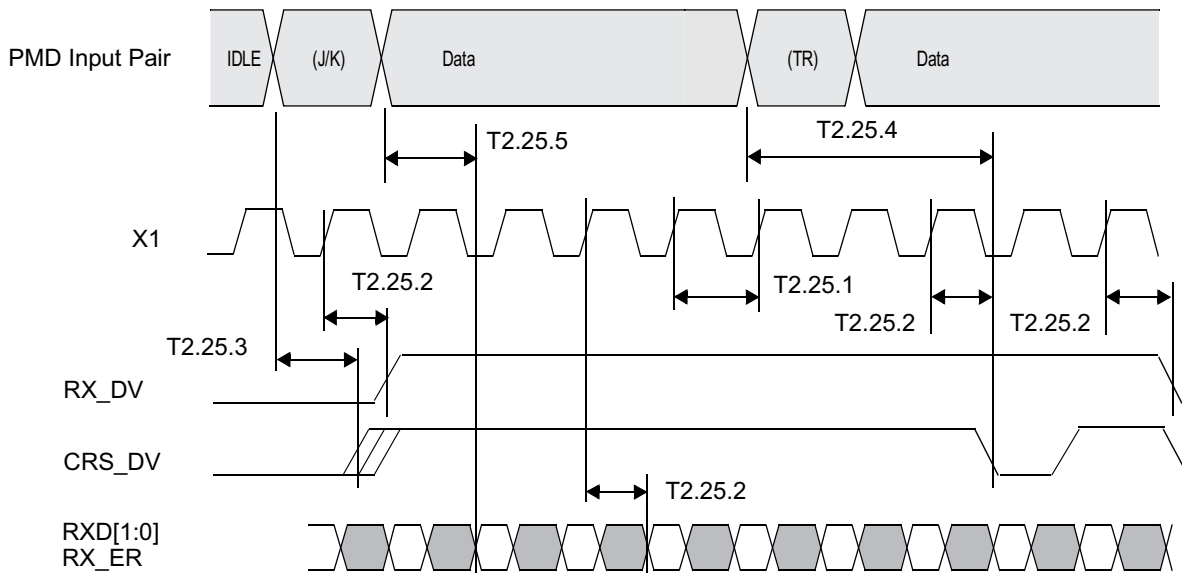 PMD Input Pair
IDLE
(J/K)
Data
(TR)
Data
T2.25.5
T2.25.4
X1
T2.25.2
T2.25.1
T2.25.2
T2.25.2
T2.25.3
RX_DV
CRS_DV
T2.25.2
RXD[1:0]
RX_ER